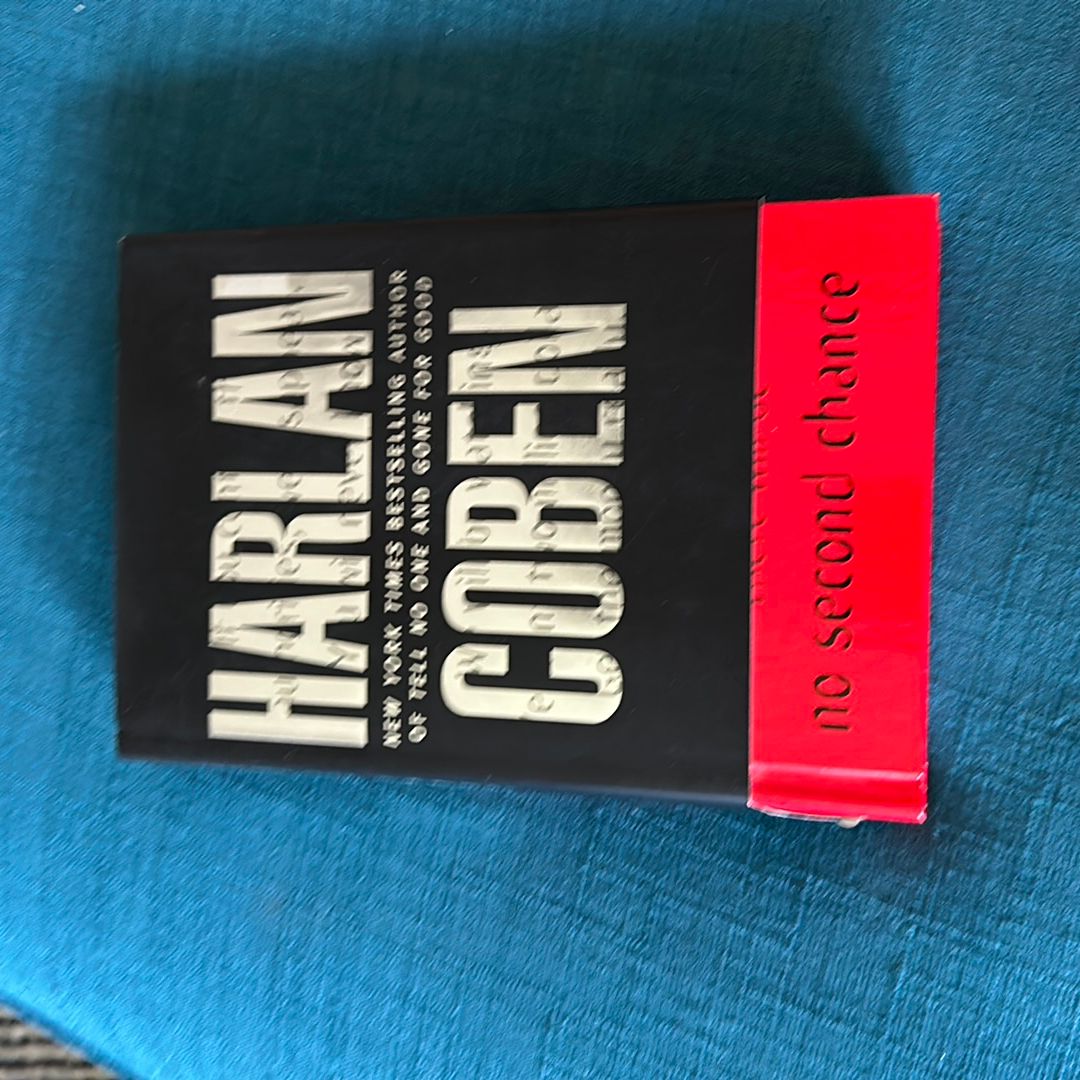 HARLAN
NEW YORK TIMES BESTSELLING AUTHOR
OF TELL NO ONE AND GONE FOR GOOD
COBEN
no second chance